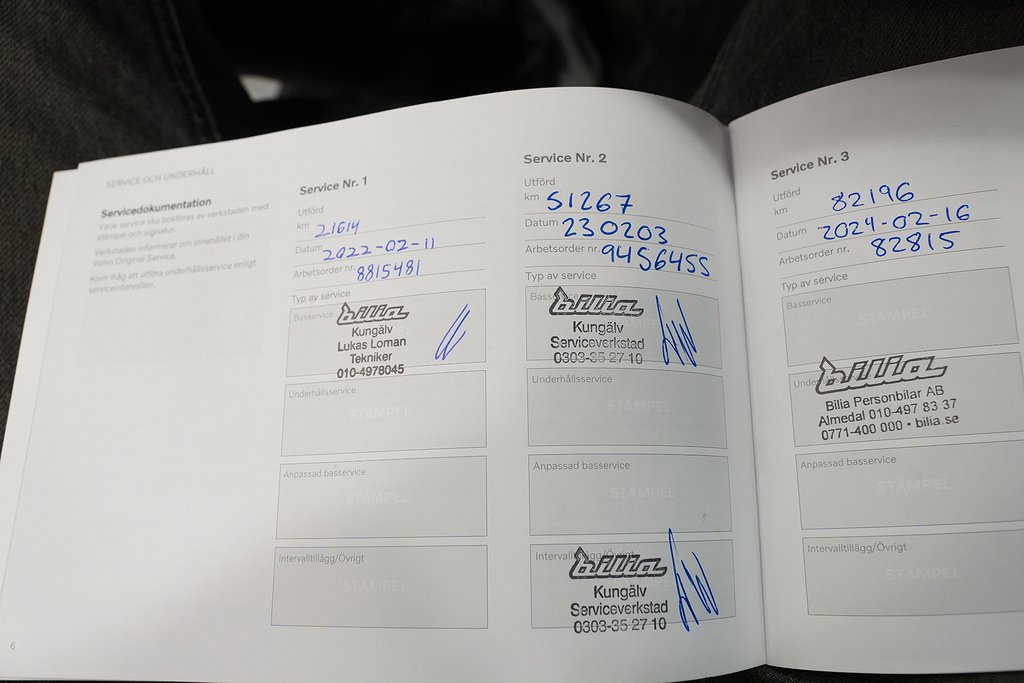 SERVICE OCH UNDERHÅLL
Servicedokumentation
Varje service ska bokföras av verkstaden med
stämpel och signatur.
Verkstaden informerar om innehållet i din
Volvo Original Service.
Kom ihåg att utföra underhållsservice enligt
serviceintervallen.
6
Service Nr. 1
Utförd
km 21614
Datum 2022-02-11
Arbetsorder nr. 8815481
Typ av service
Basservice
bilia
Kungälv
Lukas Loman
Tekniker
010-4978045
Underhållsservice
STÄMPEL
Anpassad basservice
STÄMPEL
Intervalltillägg/Övrigt
STÄMPEL
Service Nr. 2
Utförd
km 51267
Datum 230203
Arbetsorder nr. 9456455
Typ av service
STÄMPEL
bilia
Kungälv
Serviceverkstad
0303-35 27 10
Underhållsservice
STÄMPEL
Anpassad basservice
STÄMPEL
Intervalltillägg/Övrigt
bilia
Kungälv
Serviceverkstad
0303-35 27 10
Service Nr. 3
Utförd
km 82196
Datum 2024-02-16
Arbetsorder nr. 82815
Typ av service
Basservice
STÄMPEL
bilia
Bilia Personbilar AB
Almedal 010-497 83 37
0771-400 000 • bilia.se
Anpassad basservice
STÄMPEL
Intervalltillägg/Övrigt
STÄMPEL